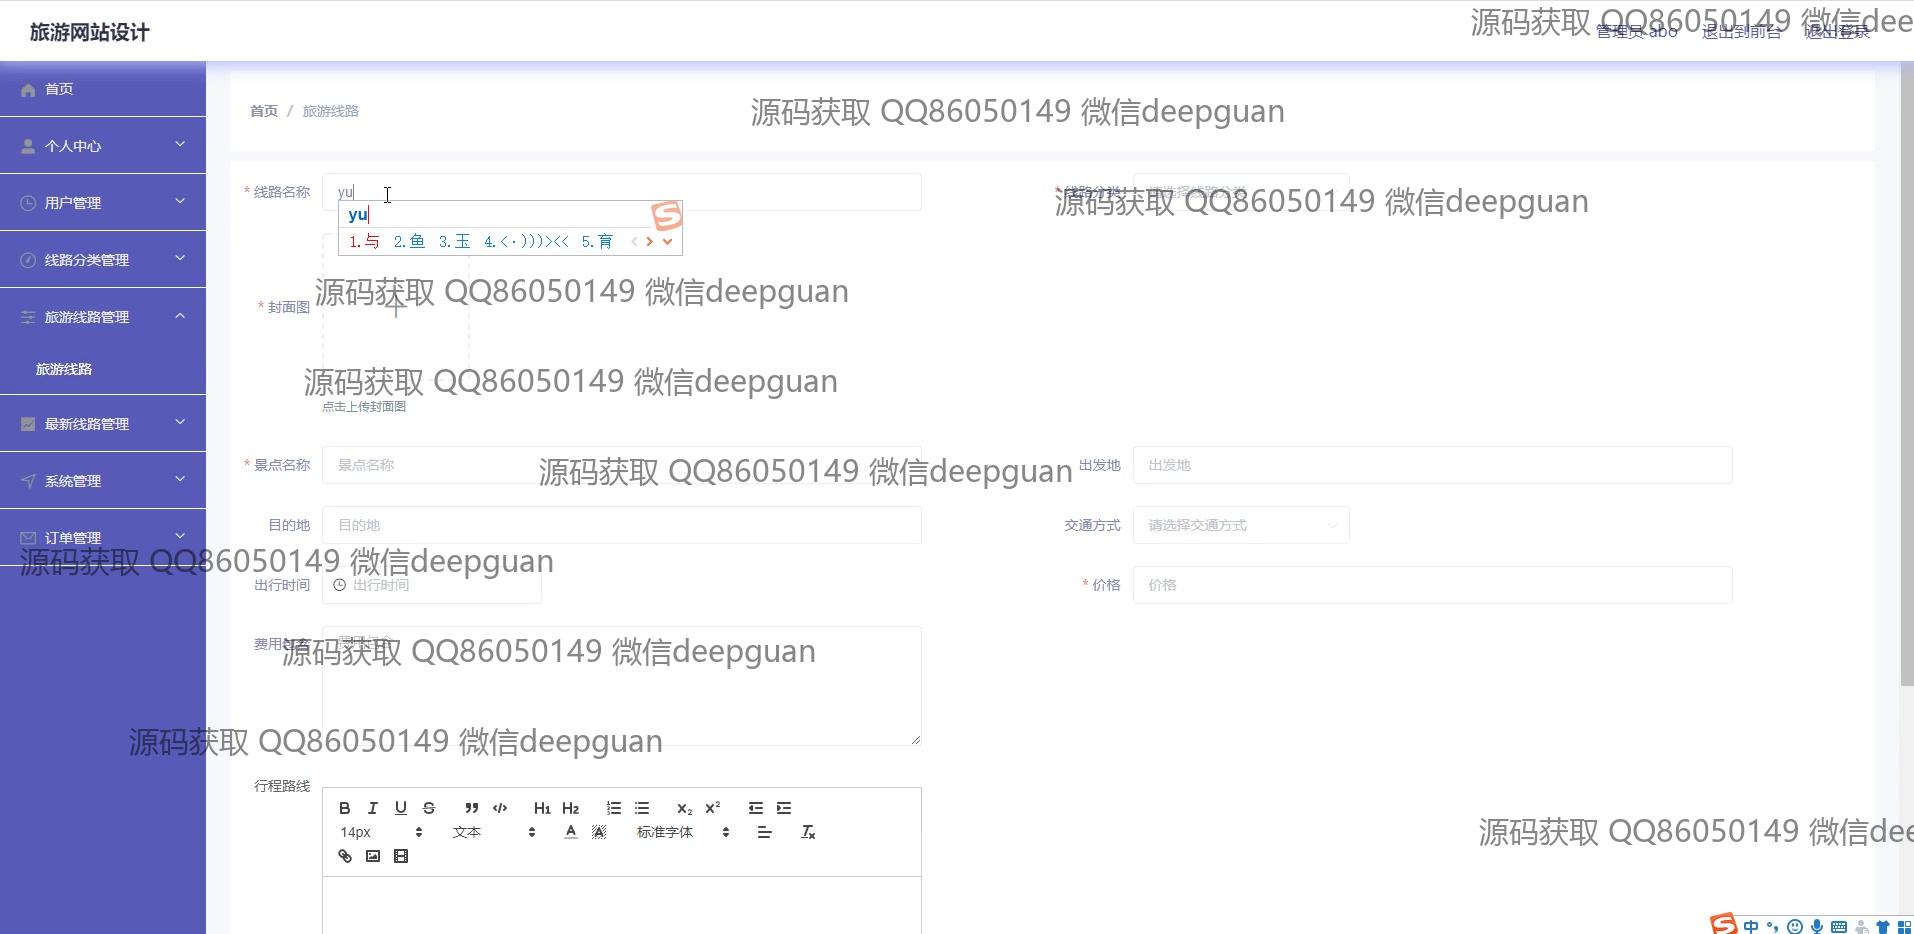 旅游网站设计
源码获取 QQ86050149 微信dee
管理员 abo 退出到前台 退出登录
首页
首页 / 旅游线路
源码获取 QQ86050149 微信deepguan
个人中心
* 线路名称 yu
* 线路分类 请选择线路分类
源码获取 QQ86050149 微信deepguan
用户管理
yu
1.与 2.鱼 3.玉 4.<·)))><< 5.育
线路分类管理
源码获取 QQ86050149 微信deepguan
* 封面图
旅游线路管理
旅游线路
源码获取 QQ86050149 微信deepguan
点击上传封面图
最新线路管理
* 景点名称 景点名称
源码获取 QQ86050149 微信deepguan
出发地 出发地
系统管理
目的地 目的地
交通方式 请选择交通方式
订单管理
源码获取 QQ86050149 微信deepguan
出行时间 出行时间
* 价格 价格
费用包含 费用包含
源码获取 QQ86050149 微信deepguan
源码获取 QQ86050149 微信deepguan
行程路线
B I U S H1 H2 x2 x2
14px 文本 A A 标准字体 Tx
源码获取 QQ86050149 微信dee
中